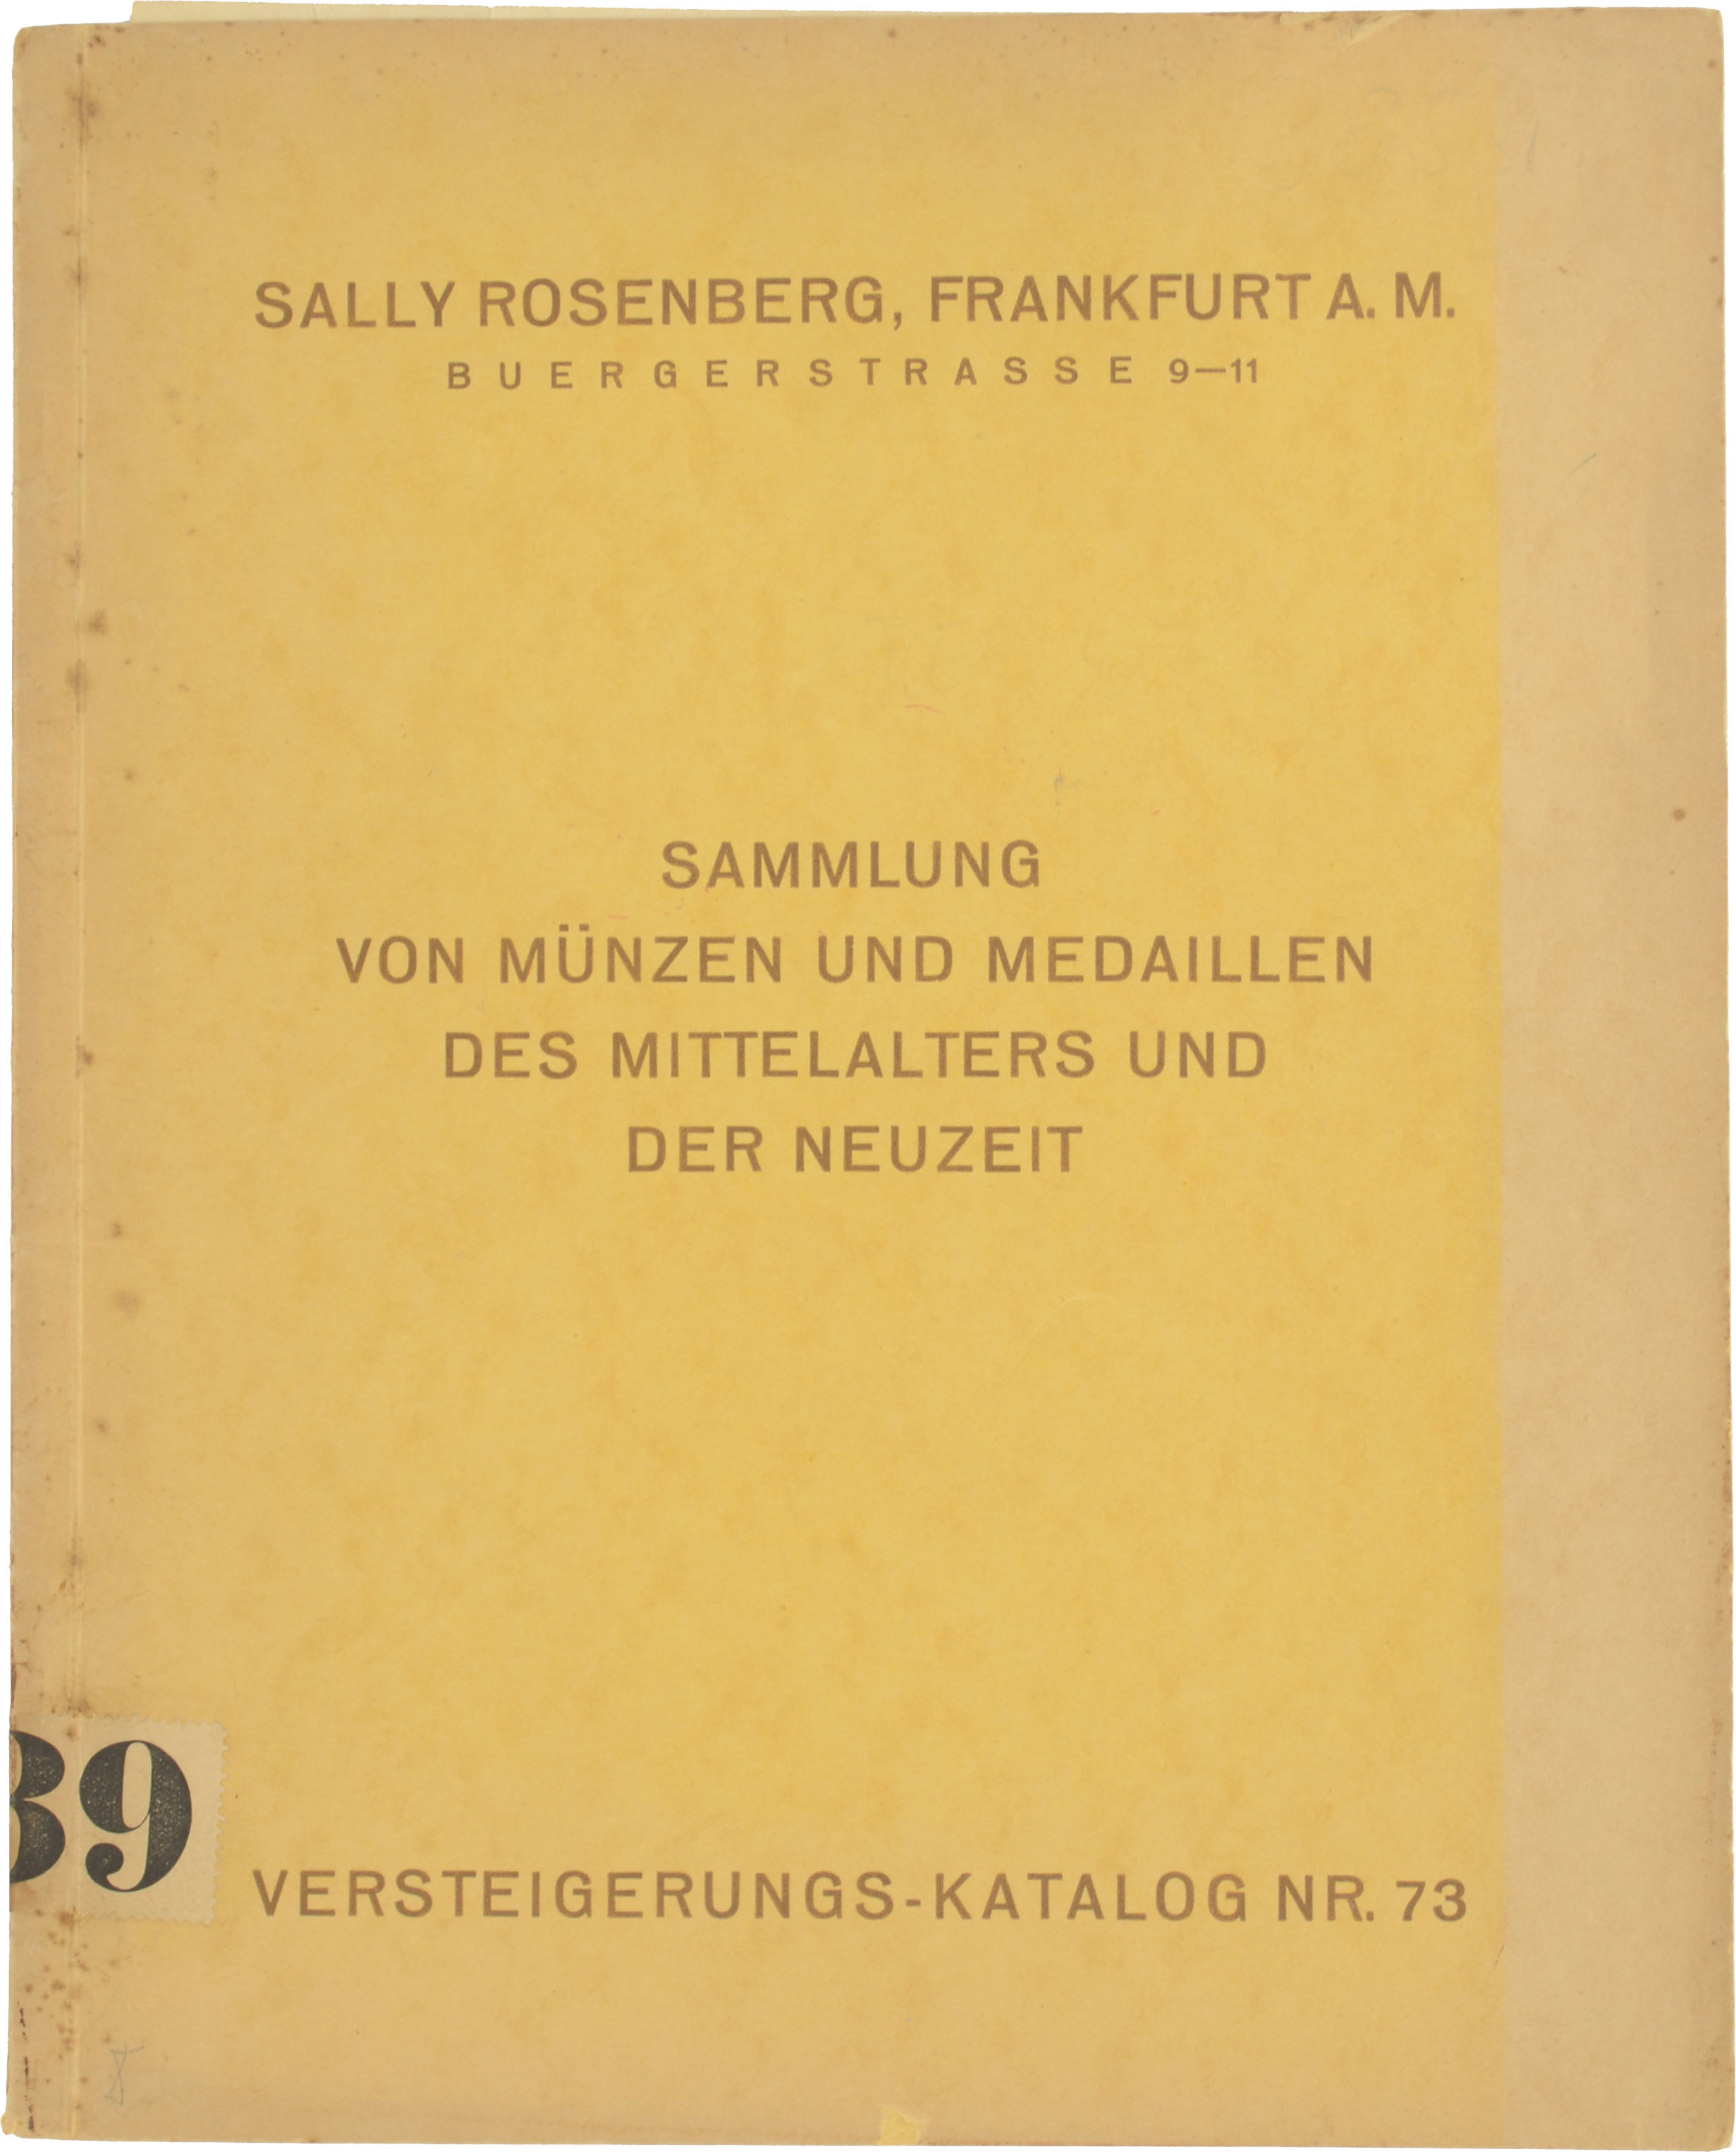 SALLY ROSENBERG, FRANKFURT A. M.
BUERGERSTRASSE 9—11
SAMMLUNG
VON MÜNZEN UND MEDAILLEN
DES MITTELALTERS UND
DER NEUZEIT
39
VERSTEIGERUNGS-KATALOG NR. 73